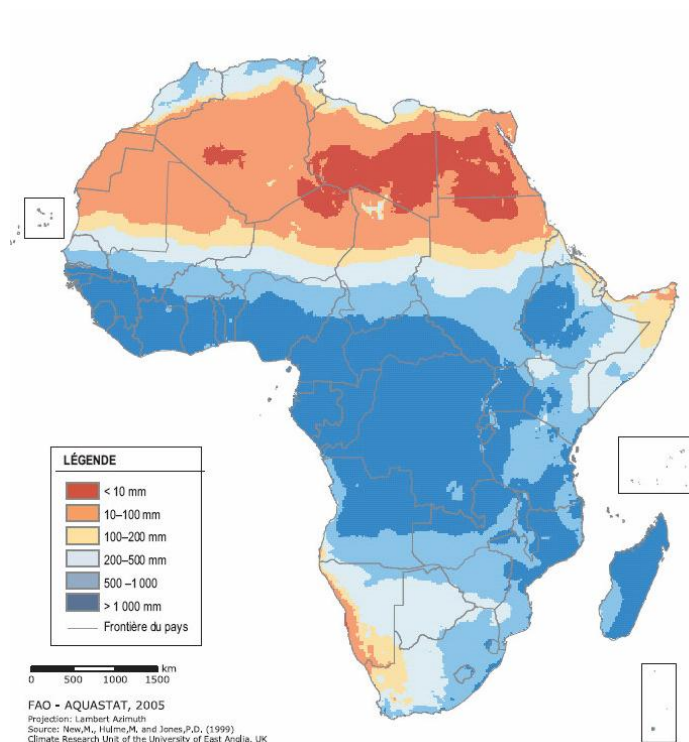 LÉGENDE
< 10 mm
10–100 mm
100–200 mm
200–500 mm
500 –1 000
> 1 000 mm
Frontière du pays
km
0 500 1000 1500
FAO - AQUASTAT, 2005
Projection: Lambert Azimuth
Source: New,M., Hulme,M. and Jones,P.D. (1999)
Climate Research Unit of the University of East Anglia, UK